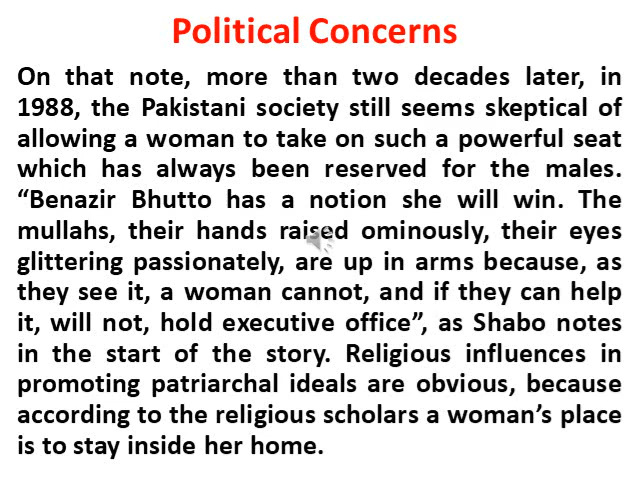 Political Concerns
On that note, more than two decades later, in
1988, the Pakistani society still seems skeptical of
allowing a woman to take on such a powerful seat
which has always been reserved for the males.
“Benazir Bhutto has a notion she will win. The
mullahs, their hands raised ominously, their eyes
glittering passionately, are up in arms because, as
they see it, a woman cannot, and if they can help
it, will not, hold executive office”, as Shabo notes
in the start of the story. Religious influences in
promoting patriarchal ideals are obvious, because
according to the religious scholars a woman’s place
is to stay inside her home.